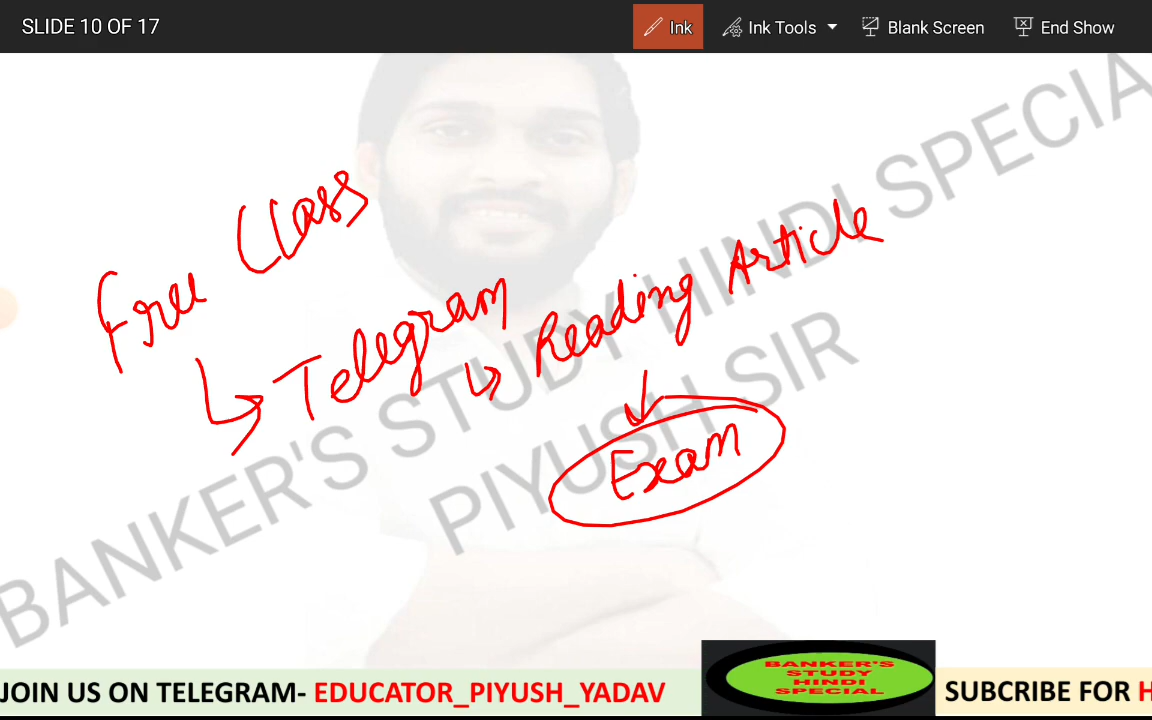 SLIDE 10 OF 17
Ink
Ink Tools
Blank Screen
End Show
Free Class
Telegram
Reading Article
Exam
BANKER'S STUDY HINDI SPECIA
PIYUSH SIR
JOIN US ON TELEGRAM- EDUCATOR_PIYUSH_YADAV
BANKER'S
STUDY
HINDI
SPECIAL
SUBCRIBE FOR H